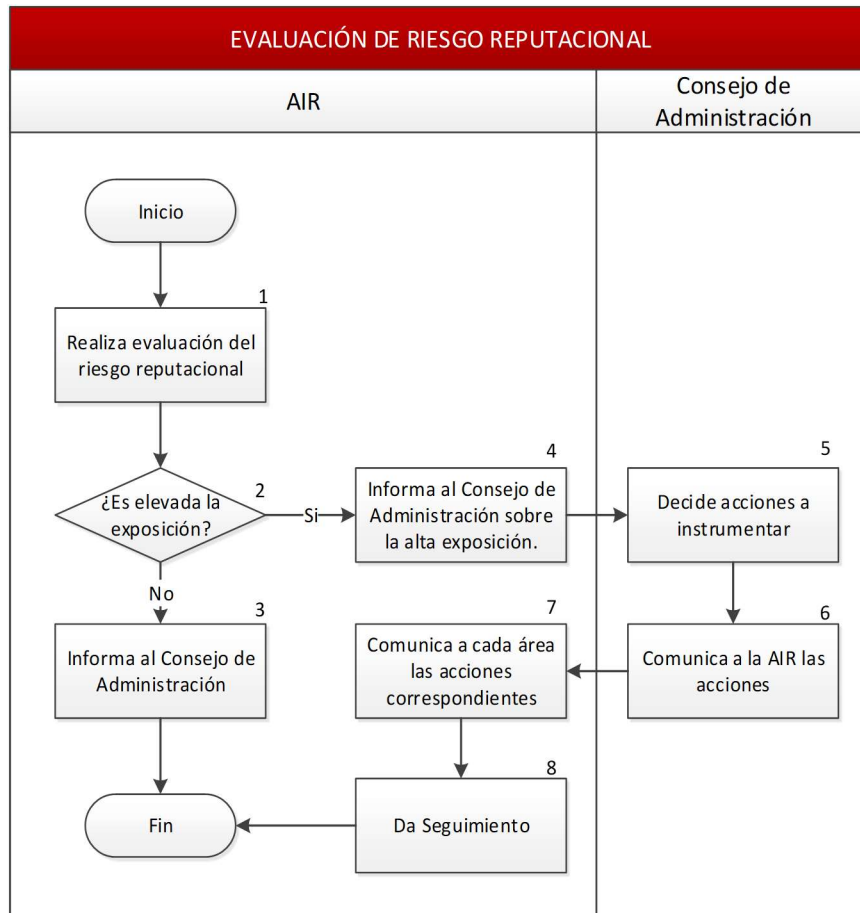 EVALUACIÓN DE RIESGO REPUTACIONAL
AIR
Consejo de
Administración
Inicio
1
Realiza evaluación del
riesgo reputacional
2
¿Es elevada la
exposición?
Si
No
3
Informa al Consejo de
Administración
4
Informa al Consejo de
Administración sobre
la alta exposición.
5
Decide acciones a
instrumentar
6
Comunica a la AIR las
acciones
7
Comunica a cada área
las acciones
correspondientes
8
Da Seguimiento
Fin